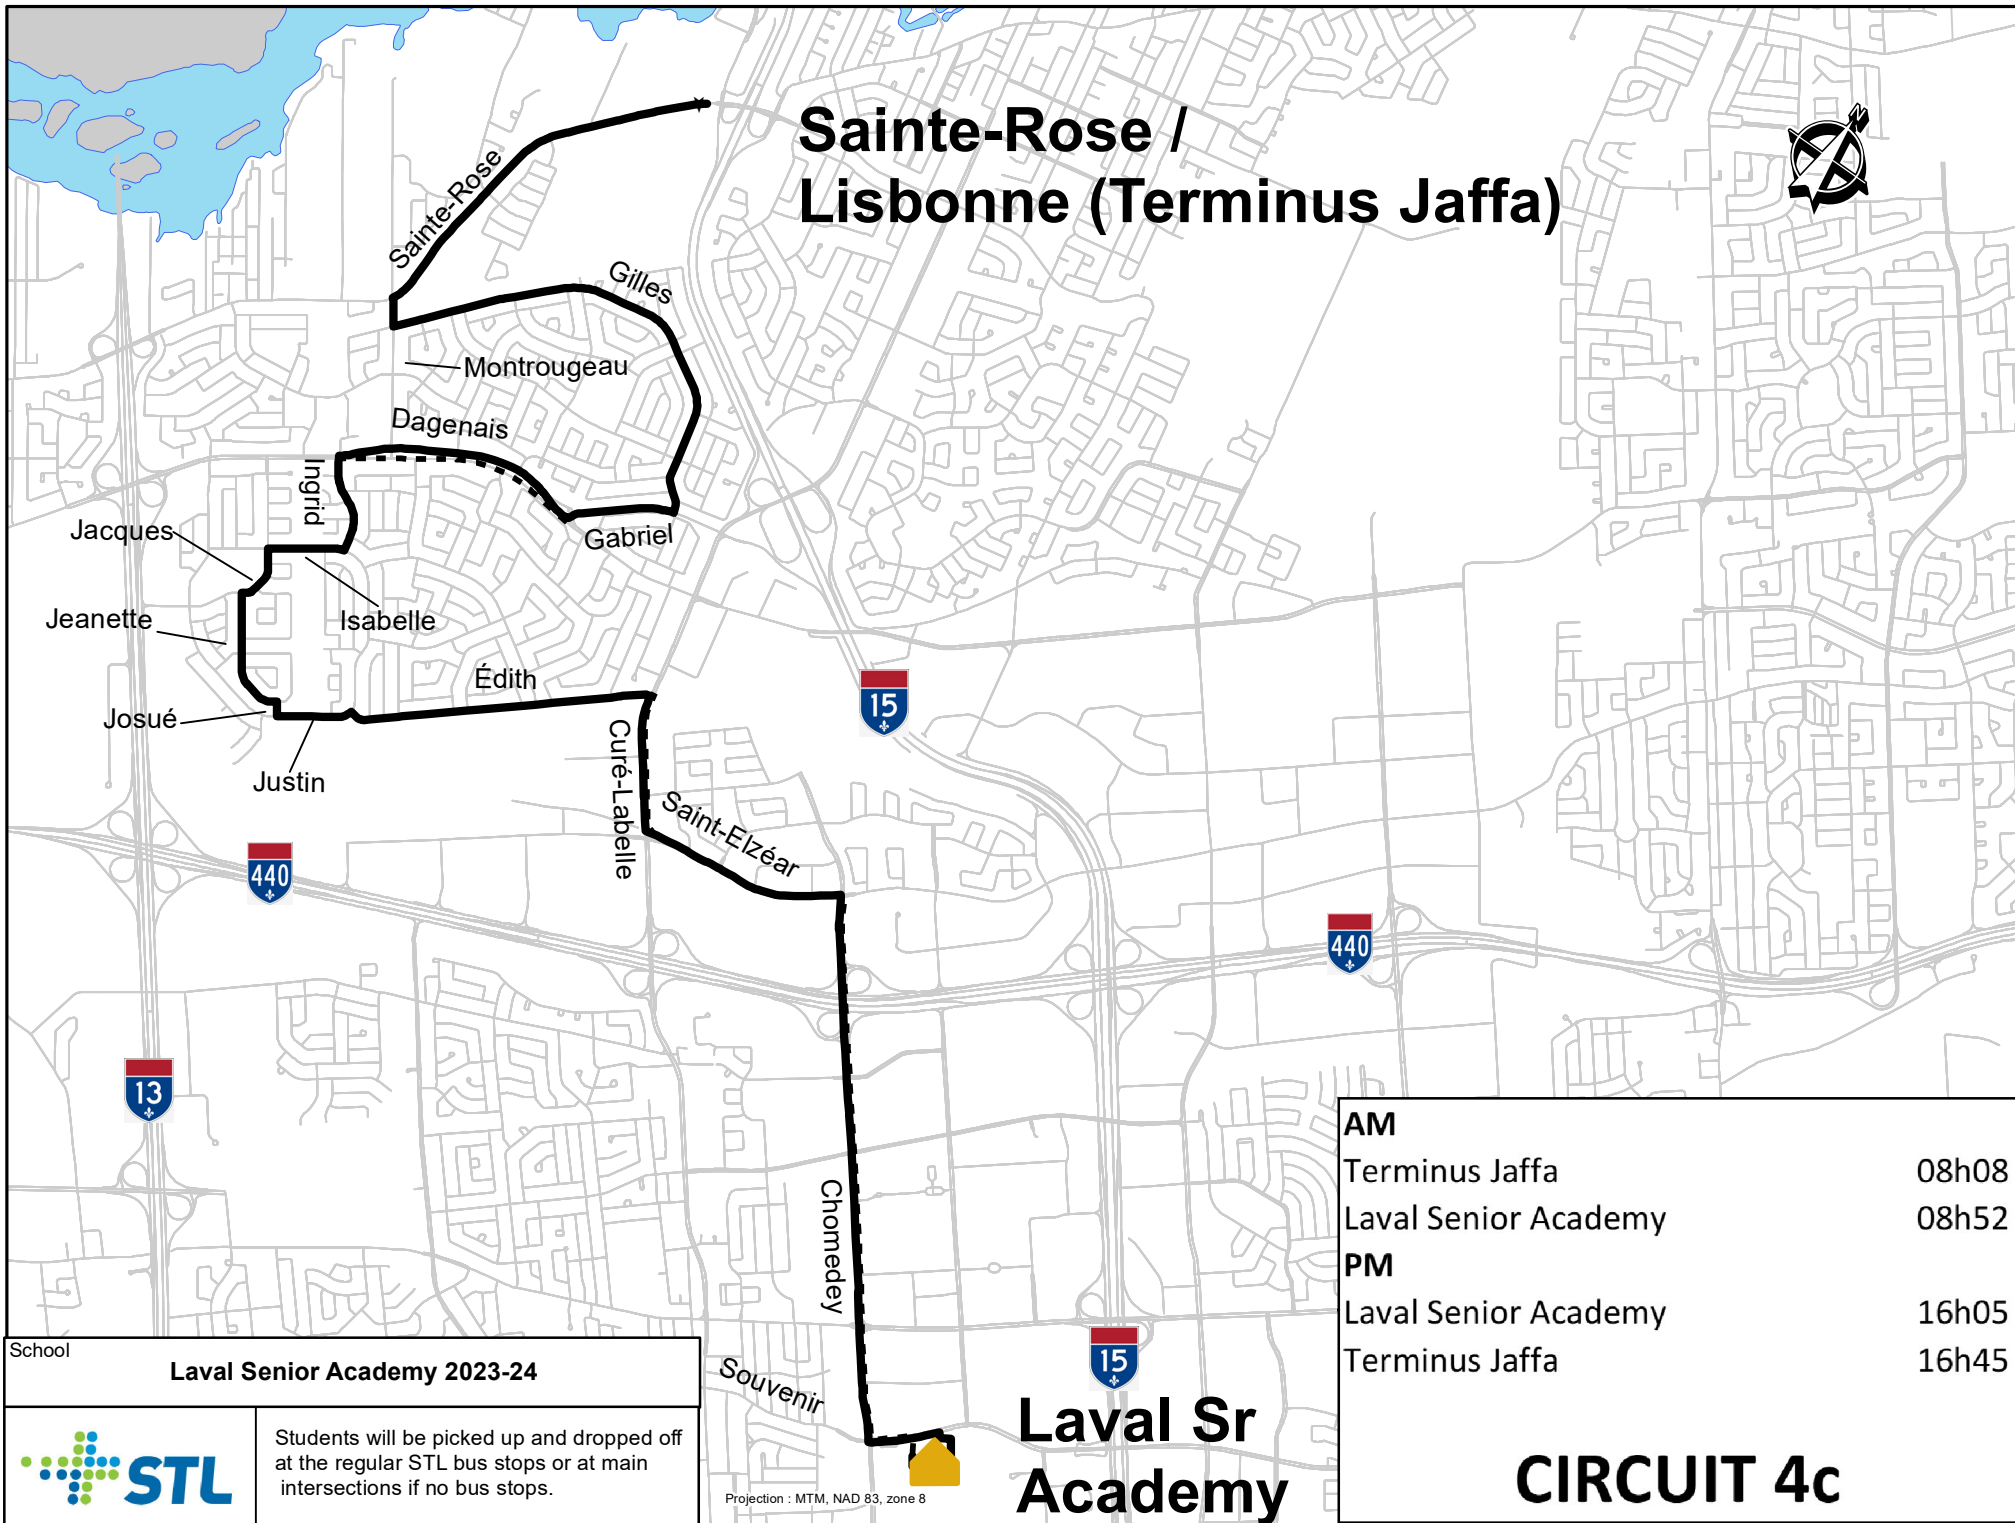 Sainte-Rose /
Lisbonne (Terminus Jaffa)
N
Sainte-Rose
Gilles
Montrougeau
Dagenais
Ingrid
Jacques
Gabriel
Jeanette
Isabelle
Édith
Josué
Justin
15
Curé-Labelle
Saint-Elzéar
440
440
13
Chomedey
Souvenir
15
Laval Sr
Academy
AM
Terminus Jaffa 08h08
Laval Senior Academy 08h52
PM
Laval Senior Academy 16h05
Terminus Jaffa 16h45
CIRCUIT 4c
School
Laval Senior Academy 2023-24
STL
Students will be picked up and dropped off
at the regular STL bus stops or at main
intersections if no bus stops.
Projection : MTM, NAD 83, zone 8